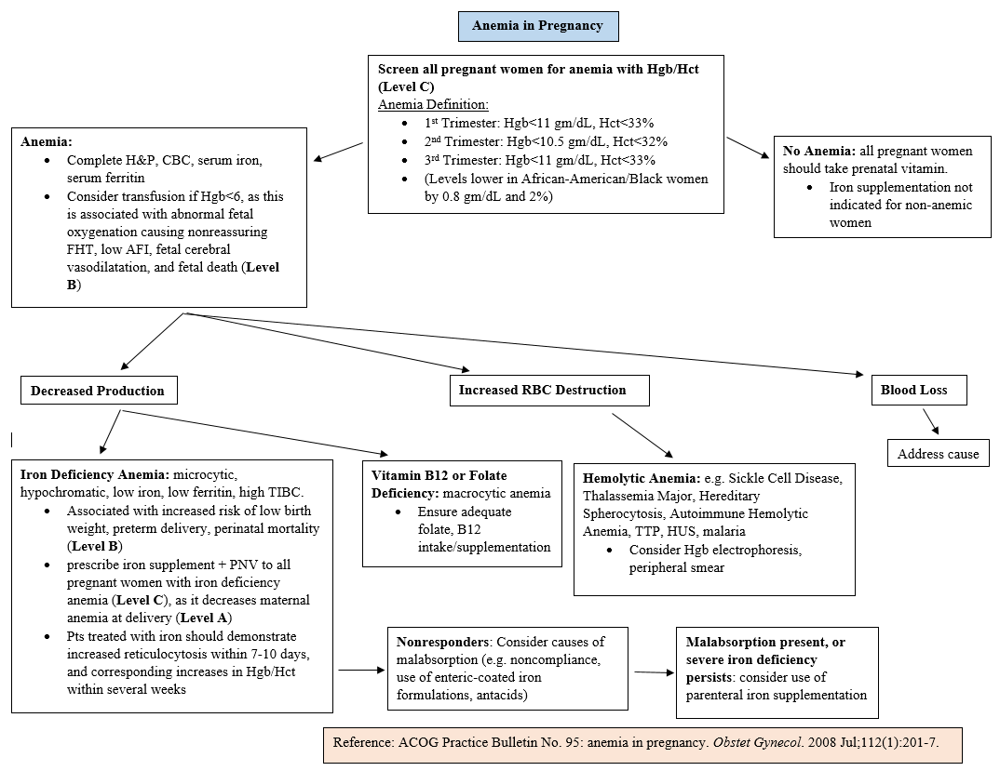 Anemia in Pregnancy
Screen all pregnant women for anemia with Hgb/Hct
(Level C)
Anemia Definition:
• 1st Trimester: Hgb<11 gm/dL, Hct<33%
• 2nd Trimester: Hgb<10.5 gm/dL, Hct<32%
• 3rd Trimester: Hgb<11 gm/dL, Hct<33%
• (Levels lower in African-American/Black women
by 0.8 gm/dL and 2%)
Anemia:
• Complete H&P, CBC, serum iron,
serum ferritin
• Consider transfusion if Hgb<6, as this
is associated with abnormal fetal
oxygenation causing nonreassuring
FHT, low AFI, fetal cerebral
vasodilatation, and fetal death (Level
B)
No Anemia: all pregnant women
should take prenatal vitamin.
• Iron supplementation not
indicated for non-anemic
women
Decreased Production
Increased RBC Destruction
Blood Loss
Address cause
Iron Deficiency Anemia: microcytic,
hypochromatic, low iron, low ferritin, high TIBC.
• Associated with increased risk of low birth
weight, preterm delivery, perinatal mortality
(Level B)
• prescribe iron supplement + PNV to all
pregnant women with iron deficiency
anemia (Level C), as it decreases maternal
anemia at delivery (Level A)
• Pts treated with iron should demonstrate
increased reticulocytosis within 7-10 days,
and corresponding increases in Hgb/Hct
within several weeks
Vitamin B12 or Folate
Deficiency: macrocytic anemia
• Ensure adequate
folate, B12
intake/supplementation
Hemolytic Anemia: e.g. Sickle Cell Disease,
Thalassemia Major, Hereditary
Spherocytosis, Autoimmune Hemolytic
Anemia, TTP, HUS, malaria
• Consider Hgb electrophoresis,
peripheral smear
Nonresponders: Consider causes of
malabsorption (e.g. noncompliance,
use of enteric-coated iron
formulations, antacids)
Malabsorption present, or
severe iron deficiency
persists: consider use of
parenteral iron supplementation
Reference: ACOG Practice Bulletin No. 95: anemia in pregnancy. Obstet Gynecol. 2008 Jul;112(1):201-7.